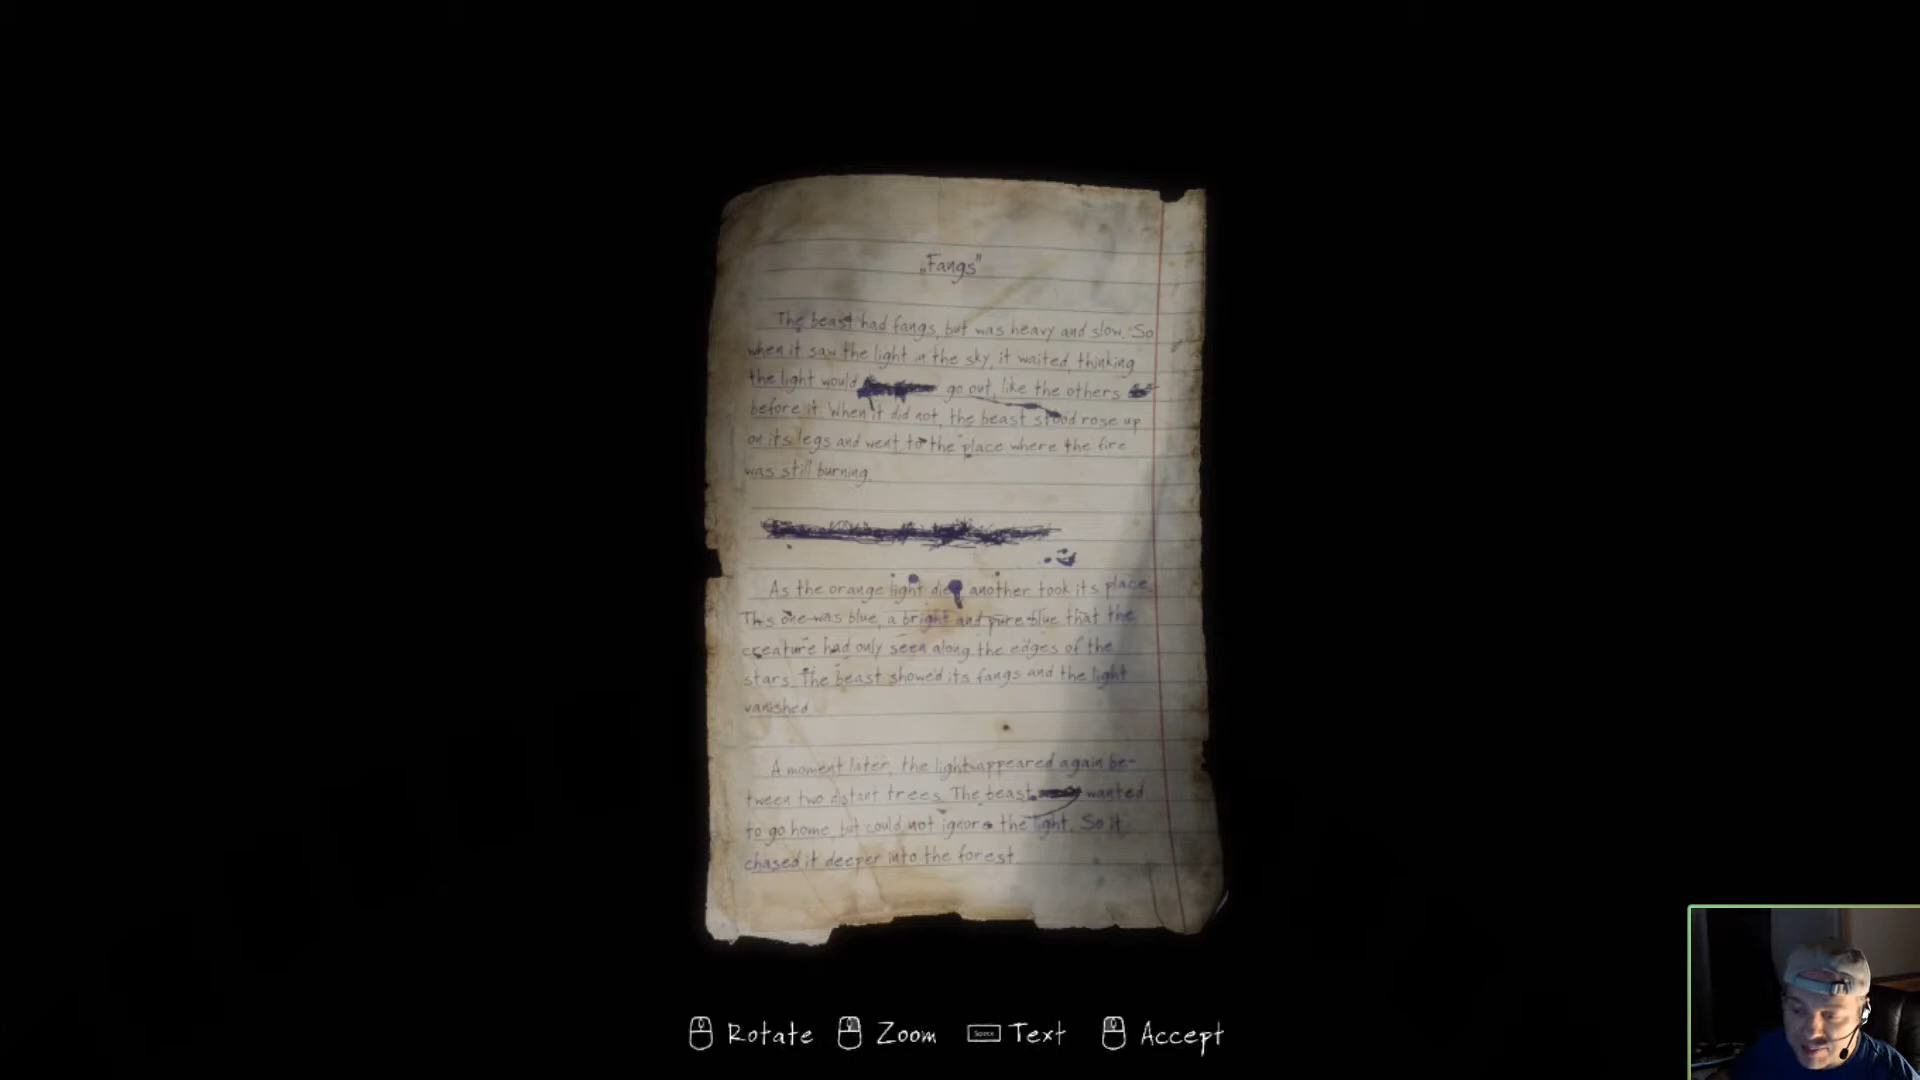 „Fangs"
The beast had fangs, but was heavy and slow. So
when it saw the light in the sky, it waited, thinking
the light would go out, like the others
before it. When it did not, the beast stood rose up
on its legs and went to the place where the fire
was still burning.
As the orange light died another took its place.
This one was blue, a bright and pure blue that the
creature had only seen along the edges of the
stars. The beast showed its fangs and the light
vanished.
A moment later, the light appeared again be-
tween two distant trees. The beast wanted
to go home, but could not ignore the light. So it
chased it deeper into the forest.
Rotate Zoom Space Text Accept